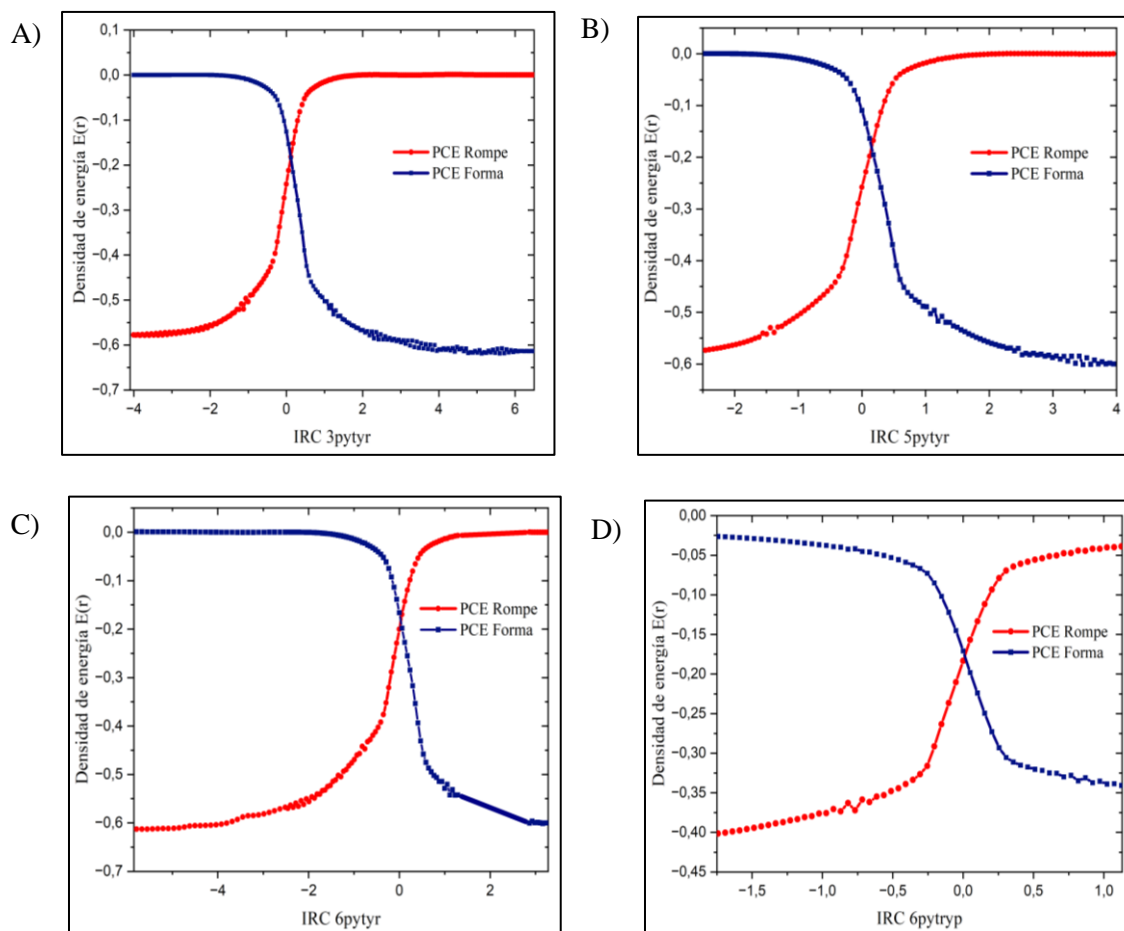 A)
Densidad de energía E(r)
0,1
0,0
−0,1
−0,2
−0,3
−0,4
−0,5
−0,6
−0,7
PCE Rompe
PCE Forma
−4 −2 0 2 4 6
IRC 3pytyr
B)
Densidad de energía E(r)
0,0
−0,1
−0,2
−0,3
−0,4
−0,5
−0,6
PCE Rompe
PCE Forma
−2 −1 0 1 2 3 4
IRC 5pytyr
C)
Densidad de energía E(r)
0,1
0,0
−0,1
−0,2
−0,3
−0,4
−0,5
−0,6
−0,7
PCE Rompe
PCE Forma
−4 −2 0 2
IRC 6pytyr
D)
Densidad de energía E(r)
0,00
−0,05
−0,10
−0,15
−0,20
−0,25
−0,30
−0,35
−0,40
−0,45
PCE Rompe
PCE Forma
−1,5 −1,0 −0,5 0,0 0,5 1,0
IRC 6pytryp